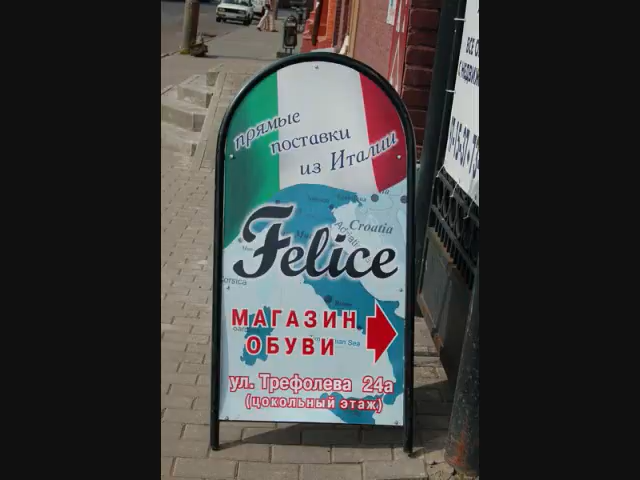 прямые
поставки
из Италии
Croatia
Felice
МАГАЗИН
ОБУВИ
ул. Трефолева 24а
(цокольный этаж)